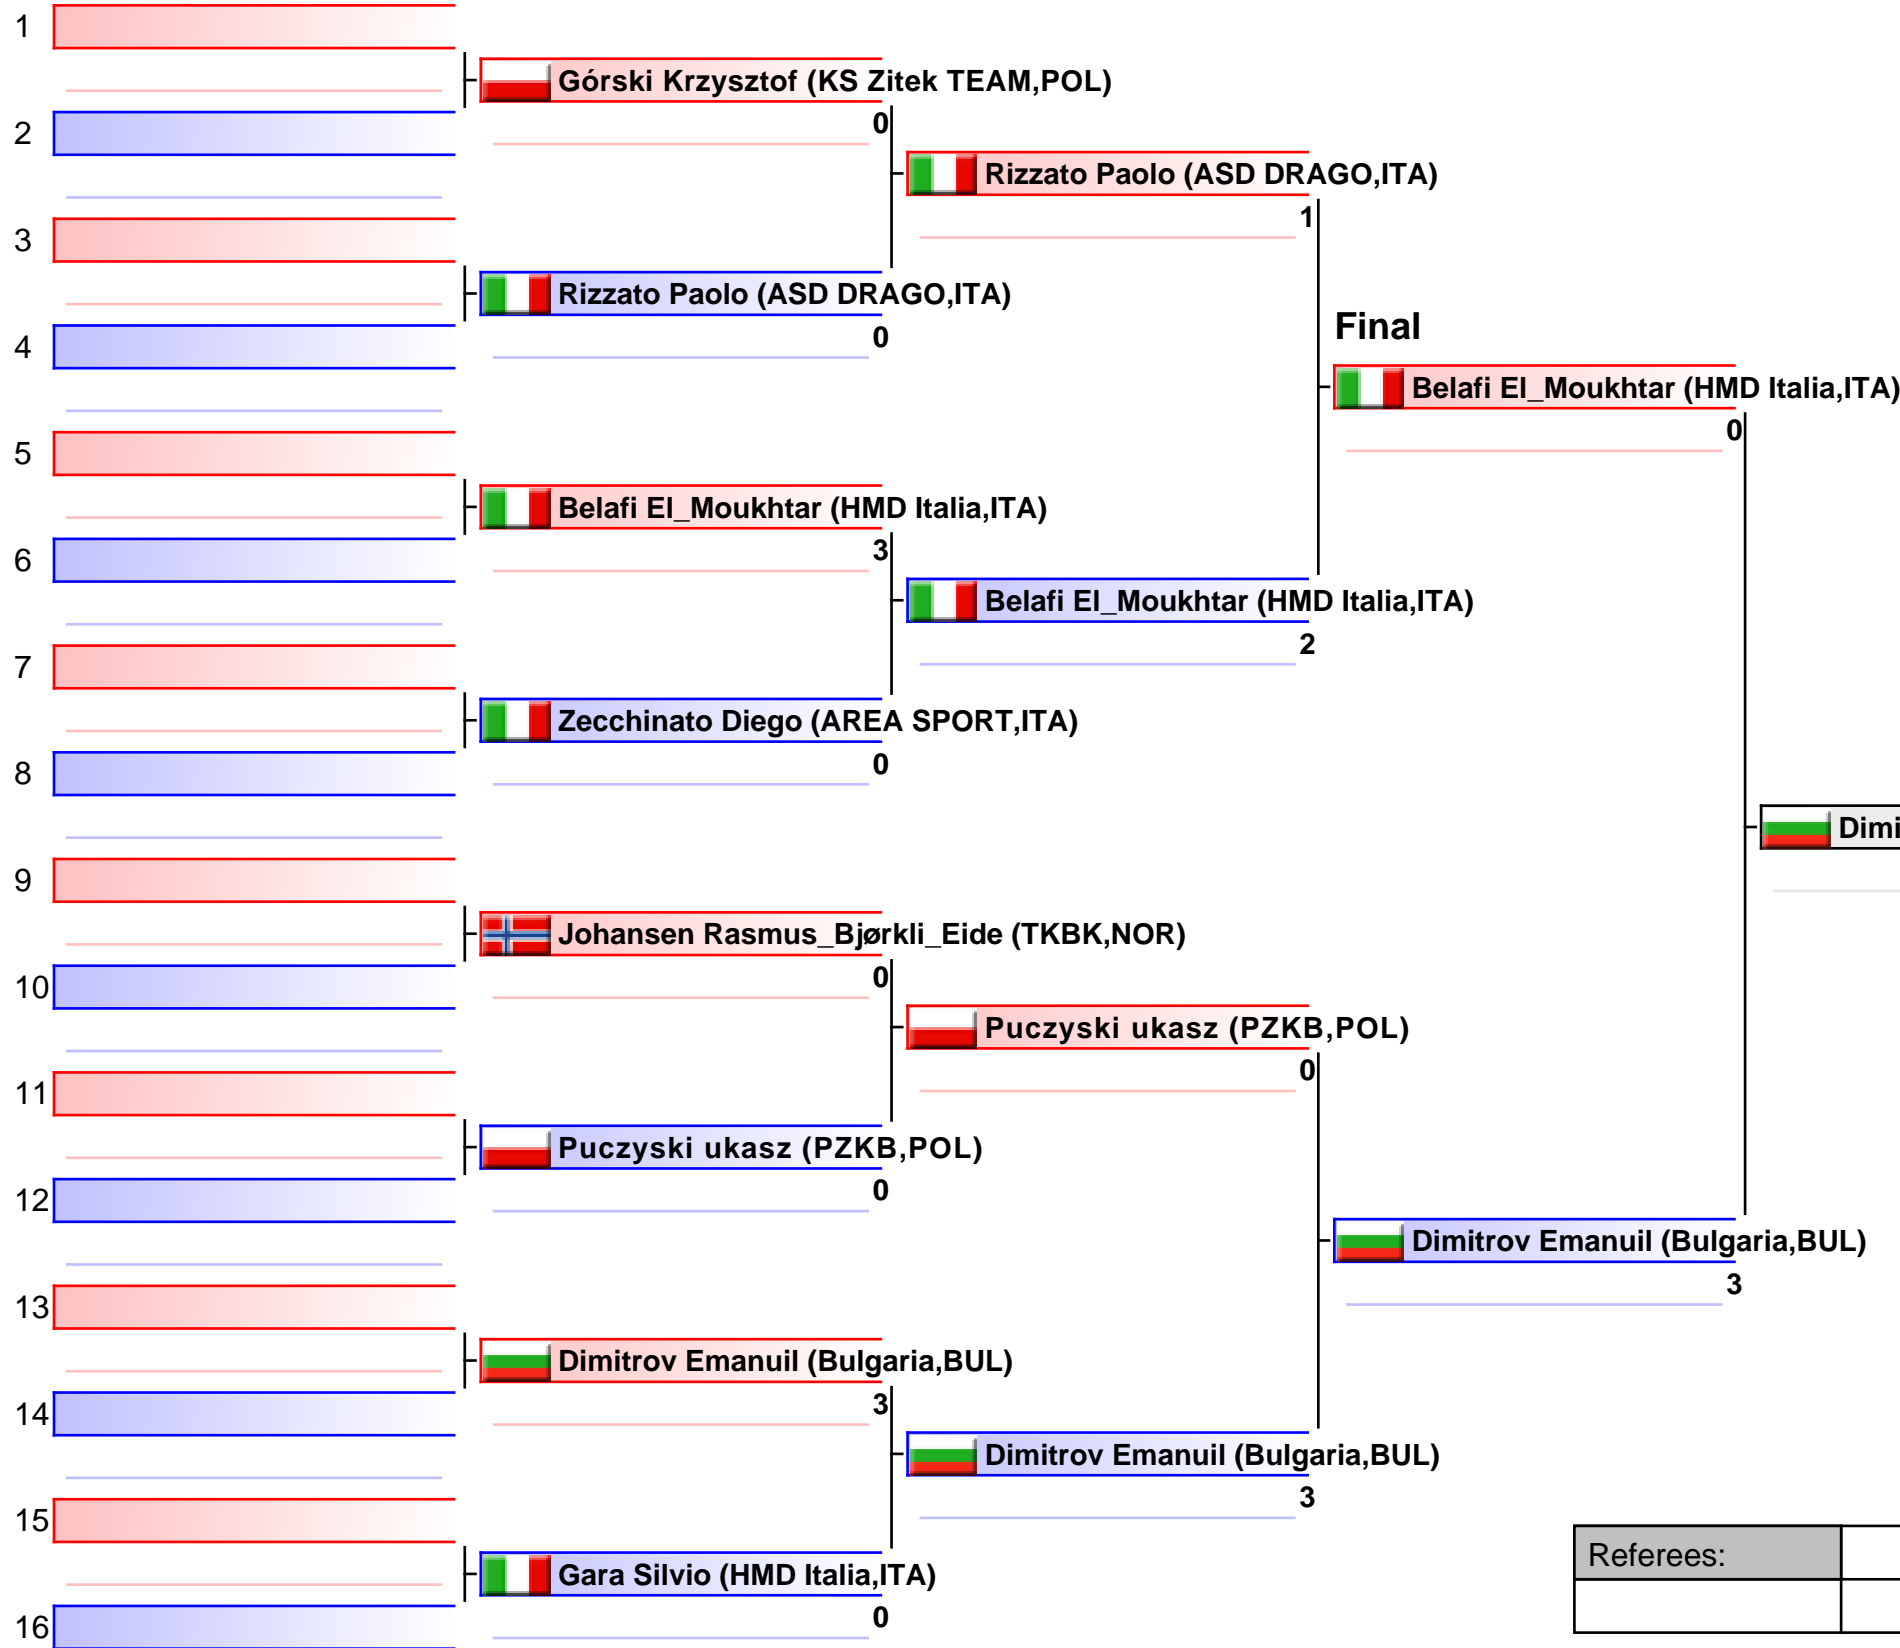 1
Górski Krzysztof (KS Zitek TEAM,POL)
0
2
Rizzato Paolo (ASD DRAGO,ITA)
1
3
Rizzato Paolo (ASD DRAGO,ITA)
0
4
Final
Belafi El_Moukhtar (HMD Italia,ITA)
0
5
Belafi El_Moukhtar (HMD Italia,ITA)
3
6
Belafi El_Moukhtar (HMD Italia,ITA)
2
7
Zecchinato Diego (AREA SPORT,ITA)
0
8
Dimi
9
Johansen Rasmus_Bjørkli_Eide (TKBK,NOR)
0
10
Puczyski ukasz (PZKB,POL)
0
11
Puczyski ukasz (PZKB,POL)
0
12
Dimitrov Emanuil (Bulgaria,BUL)
3
13
Dimitrov Emanuil (Bulgaria,BUL)
3
14
Dimitrov Emanuil (Bulgaria,BUL)
3
15
Gara Silvio (HMD Italia,ITA)
0
16
Referees: